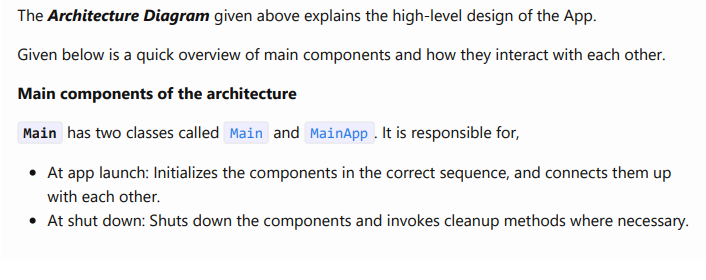 The Architecture Diagram given above explains the high-level design of the App.
Given below is a quick overview of main components and how they interact with each other.
Main components of the architecture
Main has two classes called Main and MainApp. It is responsible for,
• At app launch: Initializes the components in the correct sequence, and connects them up
with each other.
• At shut down: Shuts down the components and invokes cleanup methods where necessary.